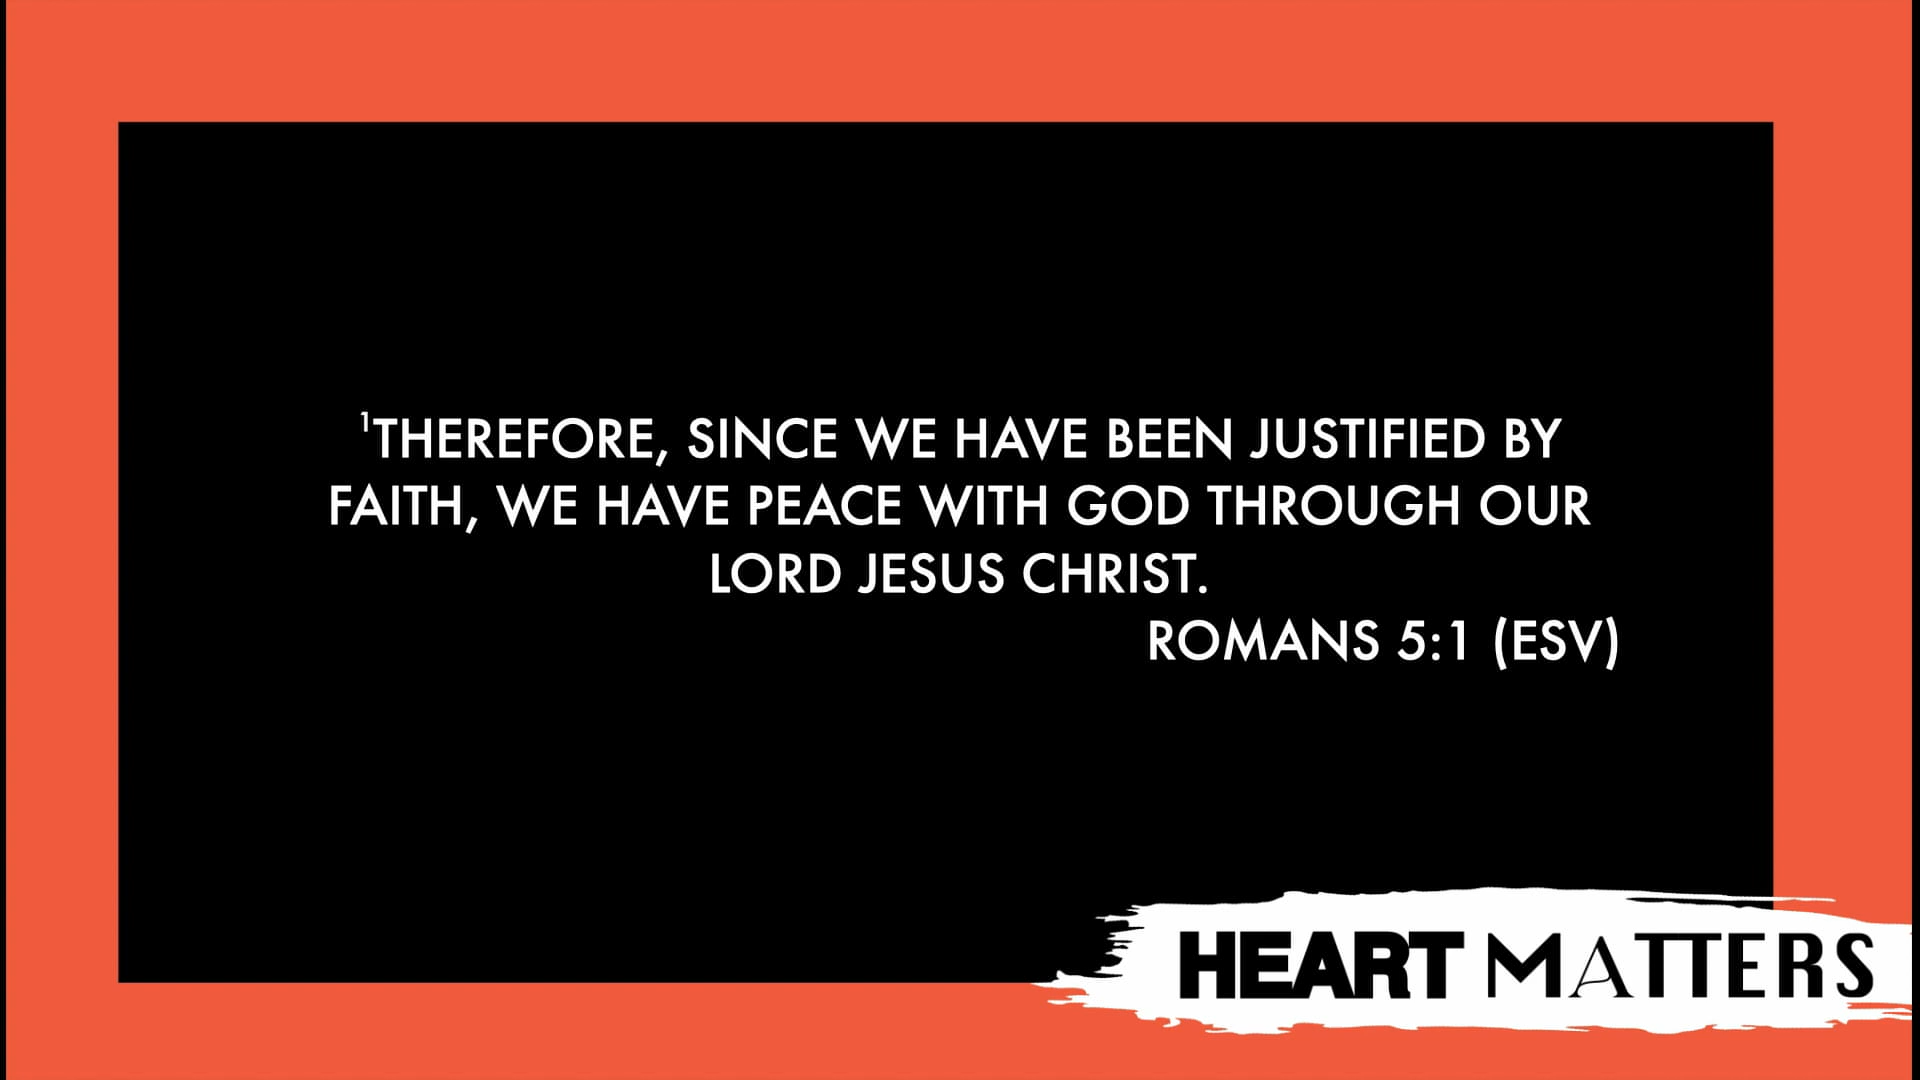 ¹THEREFORE, SINCE WE HAVE BEEN JUSTIFIED BY
FAITH, WE HAVE PEACE WITH GOD THROUGH OUR
LORD JESUS CHRIST.
ROMANS 5:1 (ESV)
HEART MATTERS